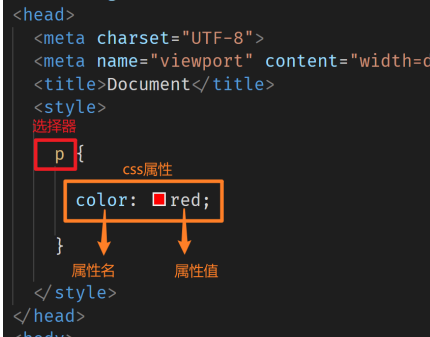 <head>
<meta charset="UTF-8">
<meta name="viewport" content="width=d
<title>Document</title>
<style>
选择器
p {
css属性
color: red;
}
属性名 属性值
</style>
</head>
<body>